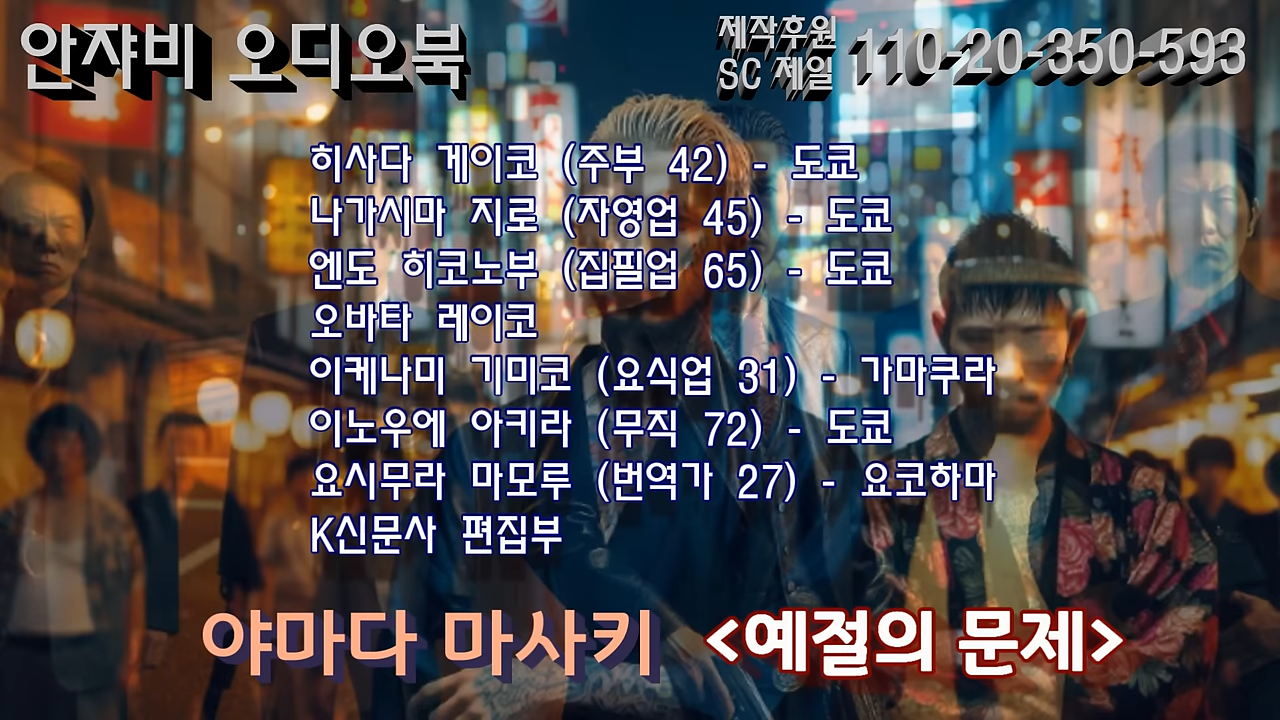 안쟈비 오디오북
제작후원
SC 제일
110-20-350-593
히사다 게이코 (주부 42) - 도쿄
나가시마 지로 (자영업 45) - 도쿄
엔도 히코노부 (집필업 65) - 도쿄
오바타 레이코
이케나미 기미코 (요식업 31) - 가마쿠라
이노우에 아키라 (무직 72) - 도쿄
요시무라 마모루 (번역가 27) - 요코하마
K신문사 편집부
야마다 마사키 <예절의 문제>